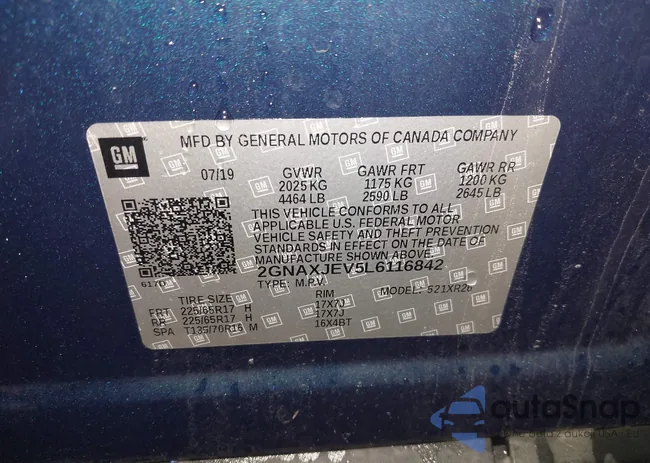 GM
MFD BY GENERAL MOTORS OF CANADA COMPANY
07/19 GVWR GAWR FRT GAWR RR
2025 KG 1175 KG 1200 KG
4464 LB 2590 LB 2645 LB
THIS VEHICLE CONFORMS TO ALL
APPLICABLE U.S. FEDERAL MOTOR
VEHICLE SAFETY AND THEFT PREVENTION
STANDARDS IN EFFECT ON THE DATE OF
MANUFACTURE SHOWN ABOVE.
2GNAXJEV5L6116842
617D TYPE: M.P.V. MODEL: 521XR26
TIRE SIZE RIM
FRT 225/65R17 H 17X7J
RR 225/65R17 H 17X7J
SPA T135/70R16 M 16X4BT
autoSnap